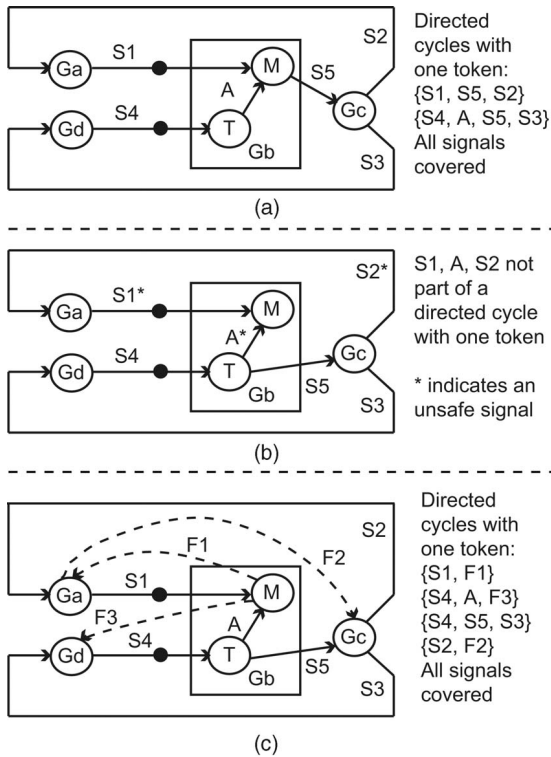 S2
Ga
S1
M
S5
A
Gc
Gd
S4
T
Gb
S3
Directed
cycles with
one token:
{S1, S5, S2}
{S4, A, S5, S3}
All signals
covered
(a)
S2*
Ga
S1*
M
A*
Gc
Gd
S4
T
Gb
S5
S3
S1, A, S2 not
part of a
directed cycle
with one token
* indicates an
unsafe signal
(b)
S2
F1
F2
Ga
S1
M
F3
A
Gc
Gd
S4
T
Gb
S5
S3
Directed
cycles with
one token:
{S1, F1}
{S4, A, F3}
{S4, S5, S3}
{S2, F2}
All signals
covered
(c)